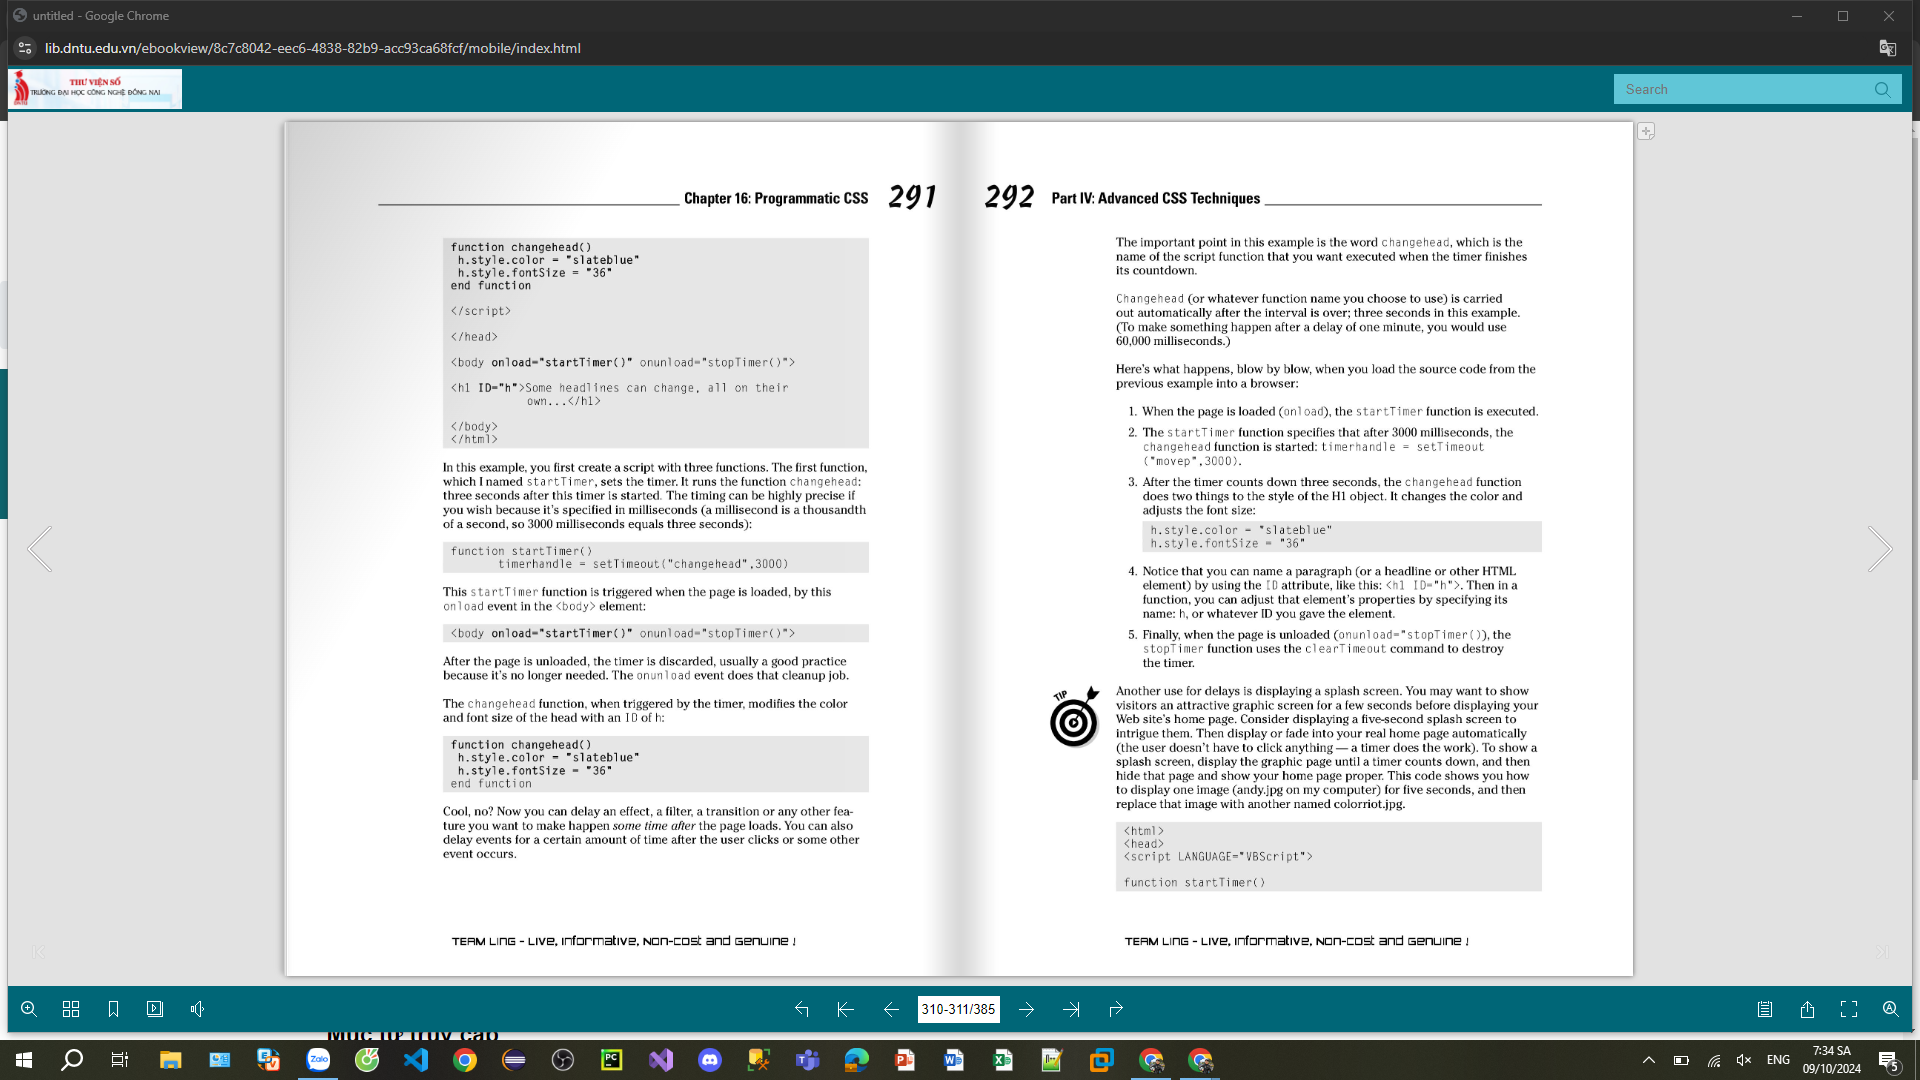 untitled - Google Chrome
lib.dntu.edu.vn/ebookview/8c7c8042-eec6-4838-82b9-acc93ca68fcf/mobile/index.html
THƯ VIỆN SỐ
TRƯỜNG ĐẠI HỌC CÔNG NGHỆ ĐỒNG NAI
Search
Chapter 16: Programmatic CSS 291
function changehead()
h.style.color = "slateblue"
h.style.fontSize = "36"
end function
</script>
</head>
<body onload="startTimer()" onunload="stopTimer()">
<h1 ID="h">Some headlines can change, all on their
own...</h1>
</body>
</html>
In this example, you first create a script with three functions. The first function,
which I named startTimer, sets the timer. It runs the function changehead:
three seconds after this timer is started. The timing can be highly precise if
you wish because it's specified in milliseconds (a millisecond is a thousandth
of a second, so 3000 milliseconds equals three seconds):
function startTimer()
timerhandle = setTimeout("changehead",3000)
This startTimer function is triggered when the page is loaded, by this
onload event in the <body> element:
<body onload="startTimer()" onunload="stopTimer()">
After the page is unloaded, the timer is discarded, usually a good practice
because it's no longer needed. The onunload event does that cleanup job.
The changehead function, when triggered by the timer, modifies the color
and font size of the head with an ID of h:
function changehead()
h.style.color = "slateblue"
h.style.fontSize = "36"
end function
Cool, no? Now you can delay an effect, a filter, a transition or any other fea-
ture you want to make happen some time after the page loads. You can also
delay events for a certain amount of time after the user clicks or some other
event occurs.
TEAM LING - Live, Informative, Non-cost and Genuine !
292 Part IV: Advanced CSS Techniques
The important point in this example is the word changehead, which is the
name of the script function that you want executed when the timer finishes
its countdown.
Changehead (or whatever function name you choose to use) is carried
out automatically after the interval is over; three seconds in this example.
(To make something happen after a delay of one minute, you would use
60,000 milliseconds.)
Here's what happens, blow by blow, when you load the source code from the
previous example into a browser:
1. When the page is loaded (onload), the startTimer function is executed.
2. The startTimer function specifies that after 3000 milliseconds, the
changehead function is started: timerhandle = setTimeout
("movep",3000).
3. After the timer counts down three seconds, the changehead function
does two things to the style of the H1 object. It changes the color and
adjusts the font size:
h.style.color = "slateblue"
h.style.fontSize = "36"
4. Notice that you can name a paragraph (or a headline or other HTML
element) by using the ID attribute, like this: <h1 ID="h">. Then in a
function, you can adjust that element's properties by specifying its
name: h, or whatever ID you gave the element.
5. Finally, when the page is unloaded (onunload="stopTimer()), the
stopTimer function uses the clearTimeout command to destroy
the timer.
TIP
Another use for delays is displaying a splash screen. You may want to show
visitors an attractive graphic screen for a few seconds before displaying your
Web site's home page. Consider displaying a five-second splash screen to
intrigue them. Then display or fade into your real home page automatically
(the user doesn't have to click anything — a timer does the work). To show a
splash screen, display the graphic page until a timer counts down, and then
hide that page and show your home page proper. This code shows you how
to display one image (andy.jpg on my computer) for five seconds, and then
replace that image with another named colorriot.jpg.
<html>
<head>
<script LANGUAGE="VBScript">
function startTimer()
TEAM LING - Live, Informative, Non-cost and Genuine !
310-311/385
ENG
7:34 SA
09/10/2024
5